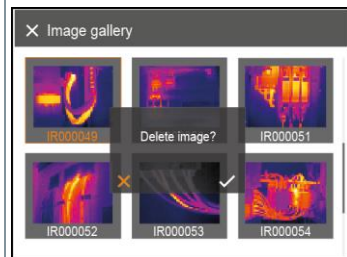 Image gallery
IR000049
Delete image?
IR000051
IR000052
IR000053
IR000054